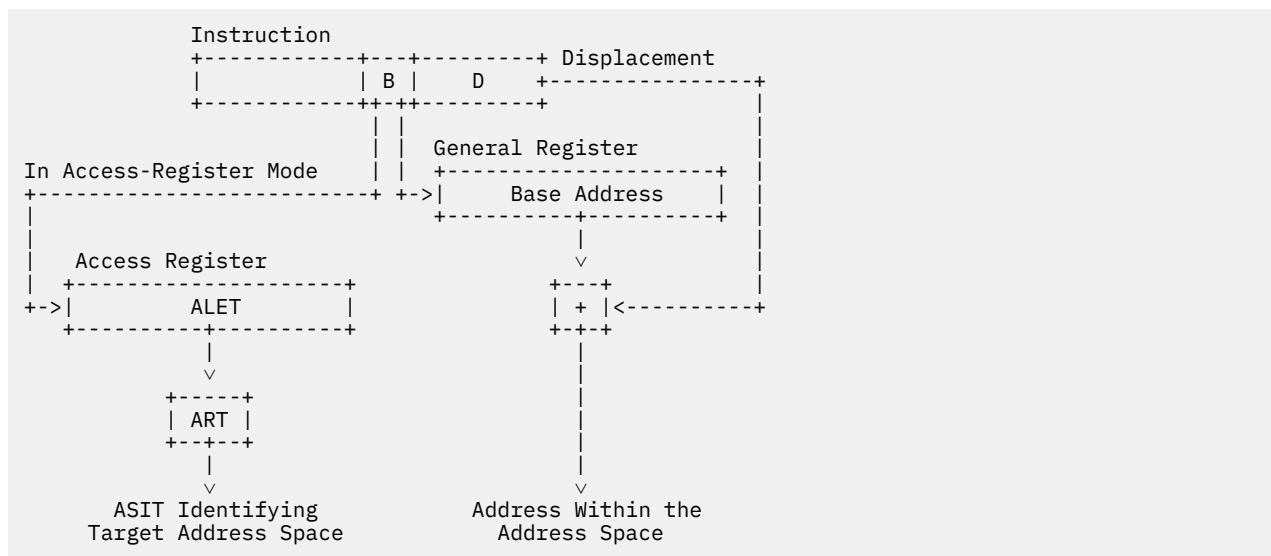 Instruction
Displacement
B D
General Register
In Access-Register Mode
Base Address
Access Register
ALET +
ART
ASIT Identifying Address Within the
Target Address Space Address Space